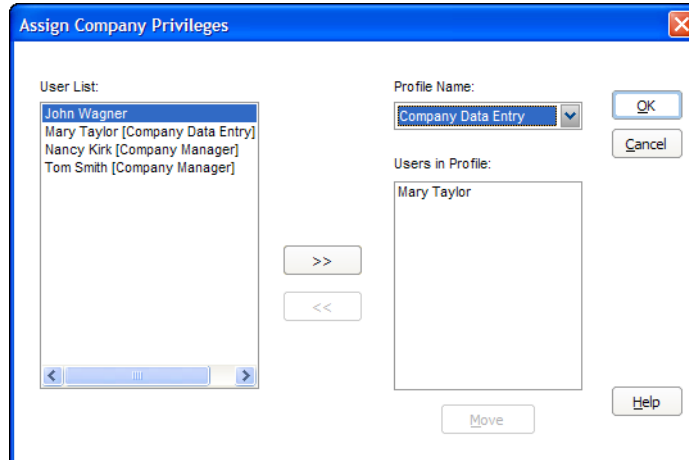 Assign Company Privileges
User List:
John Wagner
Mary Taylor [Company Data Entry]
Nancy Kirk [Company Manager]
Tom Smith [Company Manager]
>>
<<
Profile Name:
Company Data Entry
Users in Profile:
Mary Taylor
Move
OK
Cancel
Help